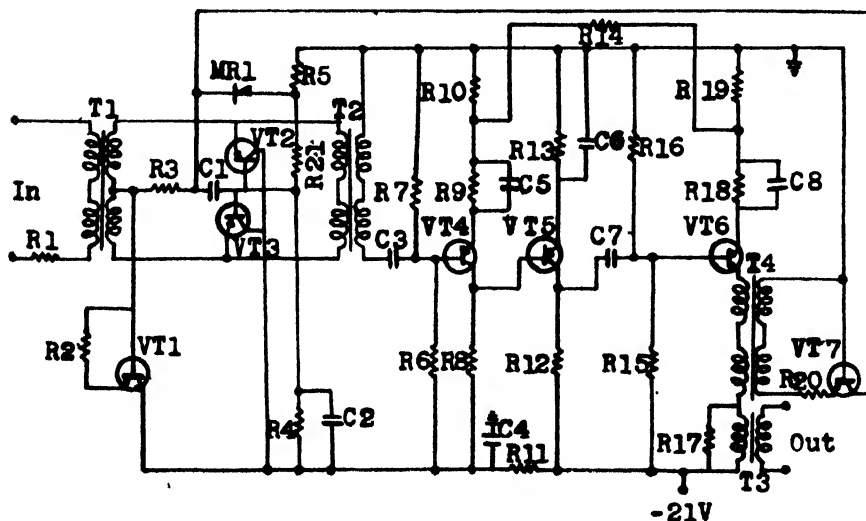 R14
MR1
R5
T1
T2
R10
R19
VT2
R21
C6
R13
R16
R3
C1
In
R7
R9
C5
R18
C8
VT4
VT5
C7
VT6
VT3
R1
C3
T4
R2
VT1
R6
R8
R12
R15
VT7
R20
R4
C2
+
C4
R11
R17
Out
T3
-21V